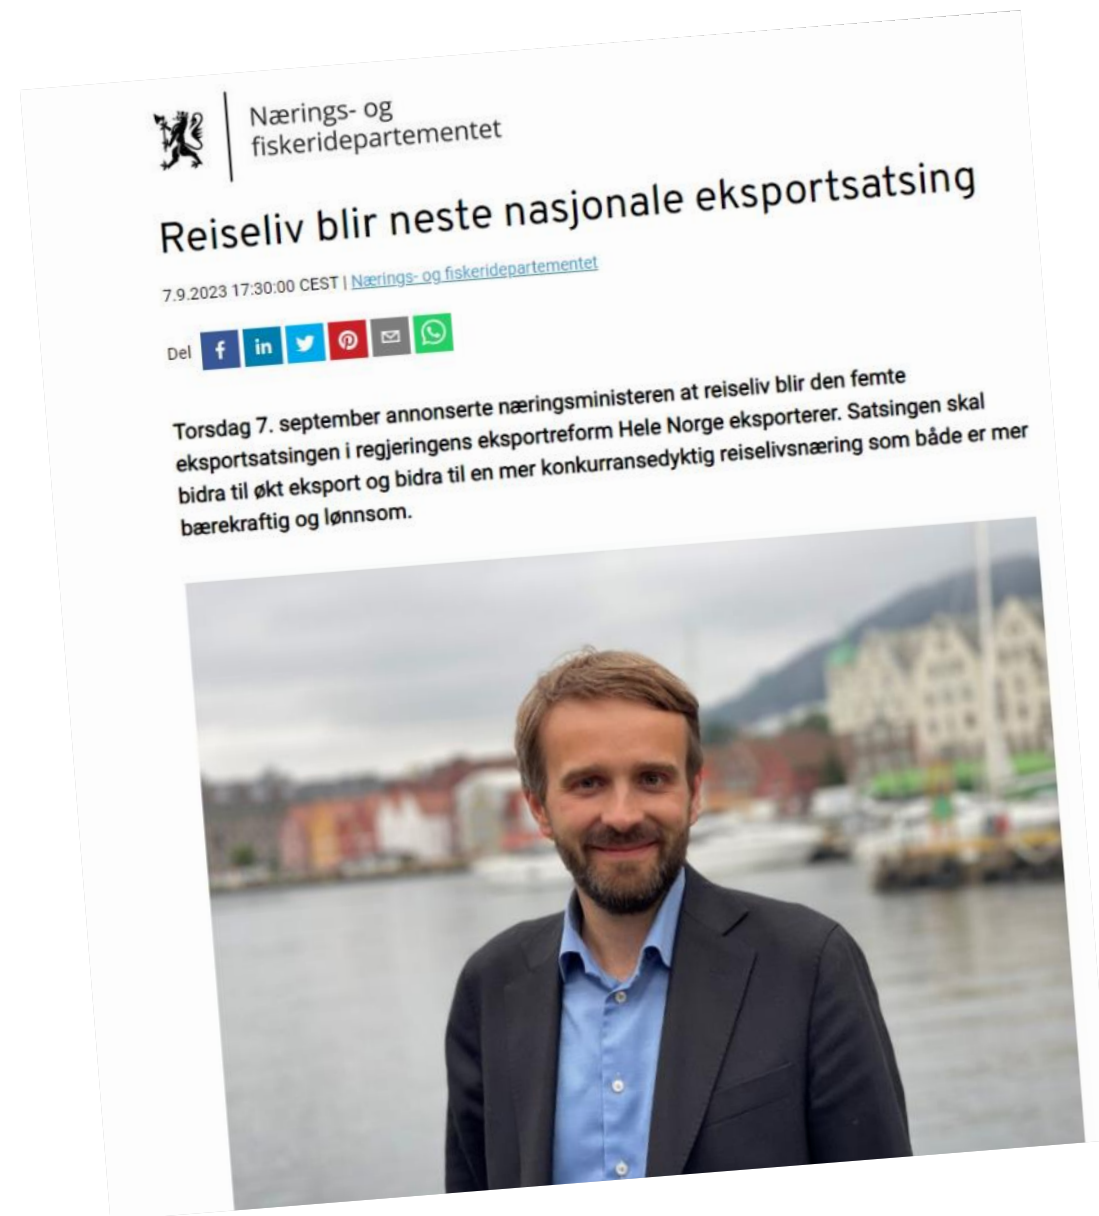 Nærings- og
fiskeridepartementet
Reiseliv blir neste nasjonale eksportsatsing
7.9.2023 17:30:00 CEST | Nærings- og fiskeridepartementet
Del
Torsdag 7. september annonserte næringsministeren at reiseliv blir den femte
eksportsatsingen i regjeringens eksportreform Hele Norge eksporterer. Satsingen skal
bidra til økt eksport og bidra til en mer konkurransedyktig reiselivsnæring som både er mer
bærekraftig og lønnsom.